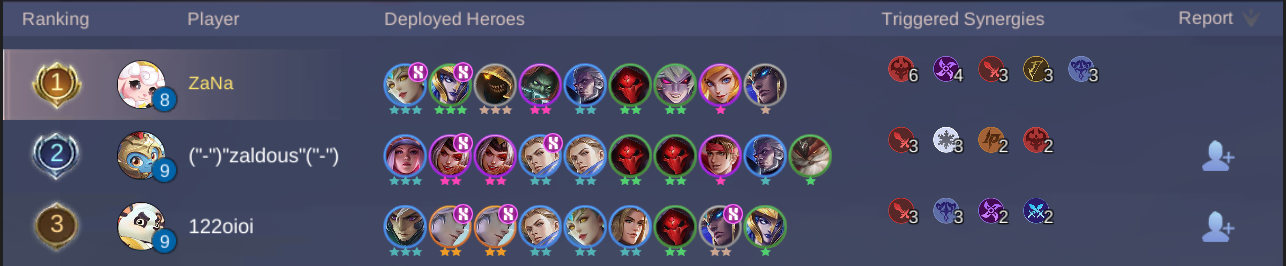 Ranking Player Deployed Heroes Triggered Synergies Report
1 8 ZaNa 6 4 3 3 3
2 9 ("-")"zaldous"("-") 3 3 2 2
3 9 122oioi 3 3 2 2